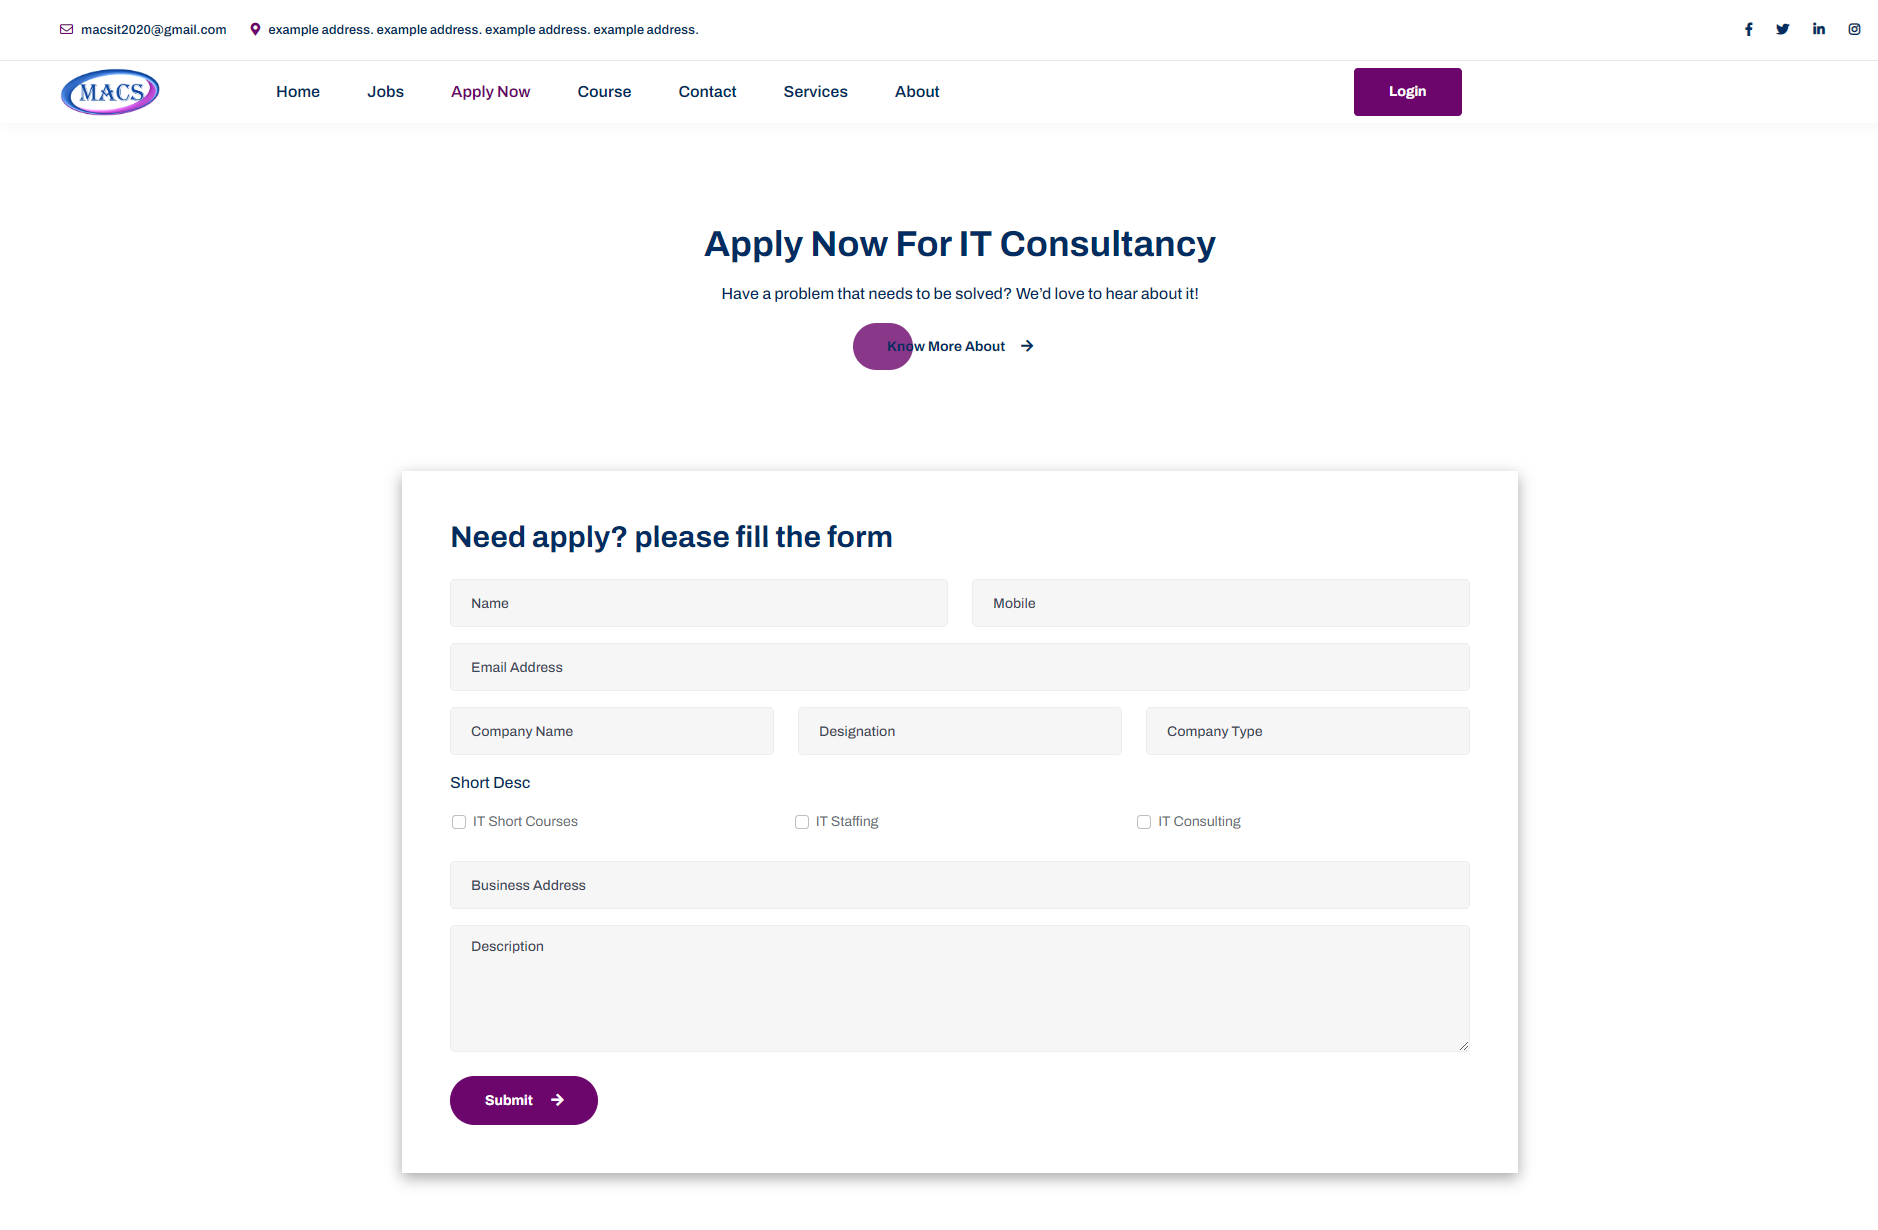 macsit2020@gmail.com example address. example address. example address. example address.
MACS Home Jobs Apply Now Course Contact Services About Login
Apply Now For IT Consultancy
Have a problem that needs to be solved? We’d love to hear about it!
Know More About
Need apply? please fill the form
Name Mobile
Email Address
Company Name Designation Company Type
Short Desc
IT Short Courses IT Staffing IT Consulting
Business Address
Description
Submit